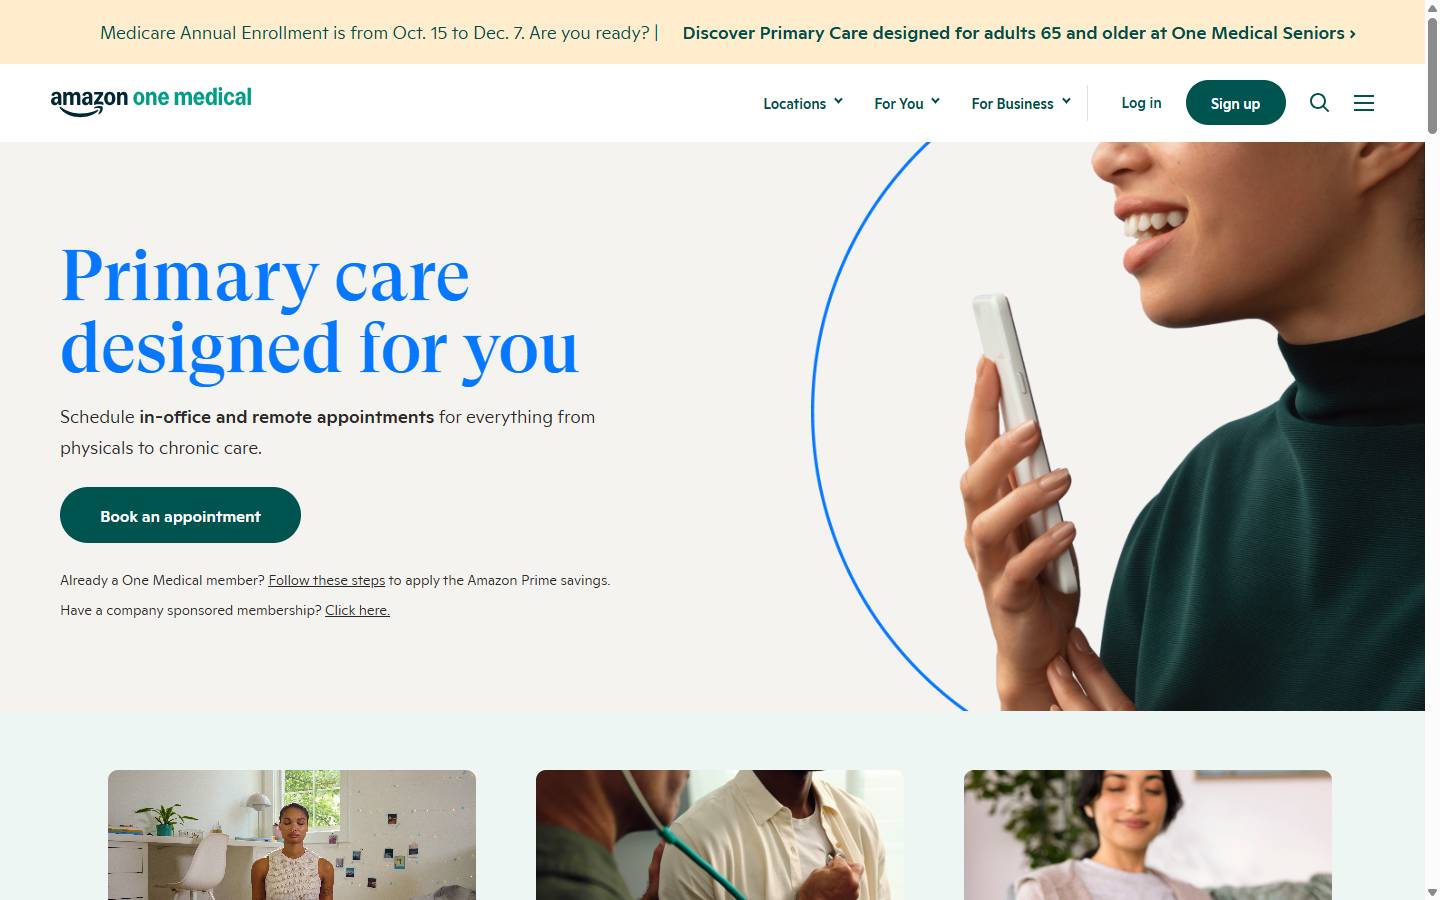 Medicare Annual Enrollment is from Oct. 15 to Dec. 7. Are you ready? | Discover Primary Care designed for adults 65 and older at One Medical Seniors ›
amazon one medical
Locations
For You
For Business
Log in
Sign up
Primary care
designed for you
Schedule in-office and remote appointments for everything from
physicals to chronic care.
Book an appointment
Already a One Medical member? Follow these steps to apply the Amazon Prime savings.
Have a company sponsored membership? Click here.